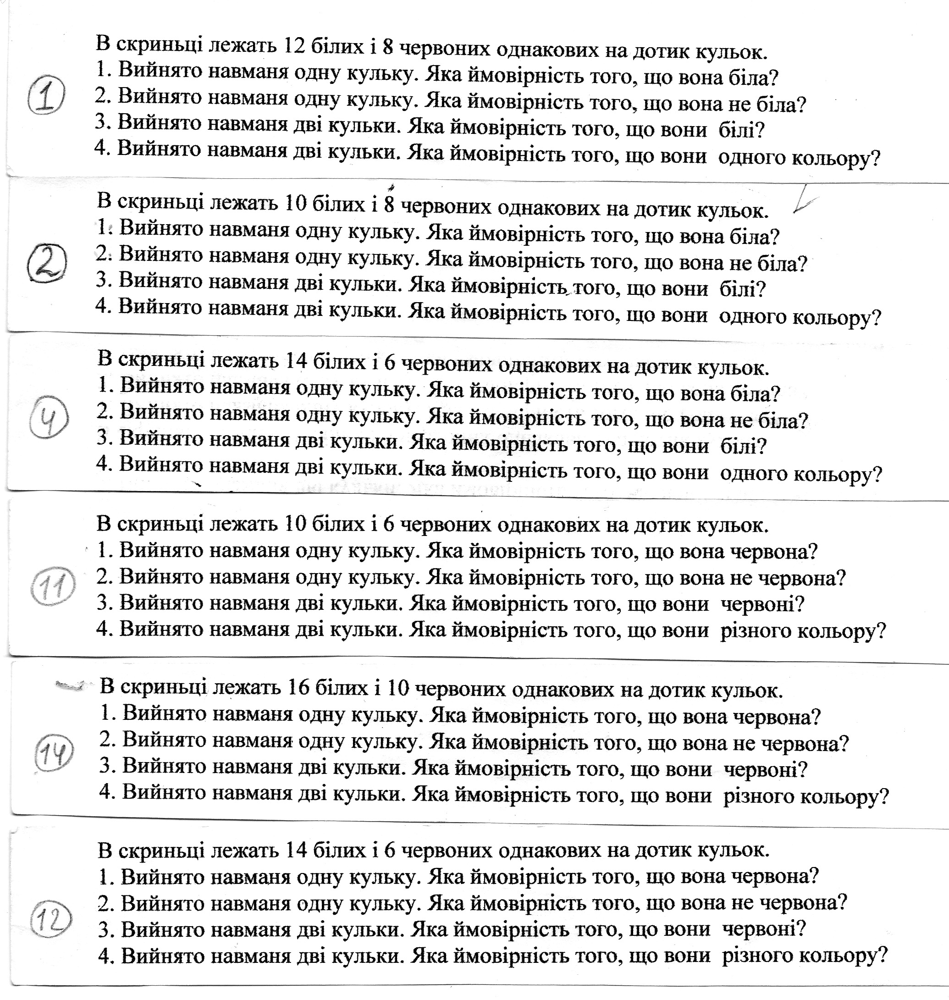 В скриньці лежать 12 білих і 8 червоних однакових на дотик кульок.
1. Вийнято навманя одну кульку. Яка ймовірність того, що вона біла?
1
2. Вийнято навманя одну кульку. Яка ймовірність того, що вона не біла?
3. Вийнято навманя дві кульки. Яка ймовірність того, що вони білі?
4. Вийнято навманя дві кульки. Яка ймовірність того, що вони одного кольору?
В скриньці лежать 10 білих і 8 червоних однакових на дотик кульок.
1. Вийнято навманя одну кульку. Яка ймовірність того, що вона біла?
2
2. Вийнято навманя одну кульку. Яка ймовірність того, що вона не біла?
3. Вийнято навманя дві кульки. Яка ймовірність того, що вони білі?
4. Вийнято навманя дві кульки. Яка ймовірність того, що вони одного кольору?
В скриньці лежать 14 білих і 6 червоних однакових на дотик кульок.
1. Вийнято навманя одну кульку. Яка ймовірність того, що вона біла?
4
2. Вийнято навманя одну кульку. Яка ймовірність того, що вона не біла?
3. Вийнято навманя дві кульки. Яка ймовірність того, що вони білі?
4. Вийнято навманя дві кульки. Яка ймовірність того, що вони одного кольору?
В скриньці лежать 10 білих і 6 червоних однакових на дотик кульок.
1. Вийнято навманя одну кульку. Яка ймовірність того, що вона червона?
11
2. Вийнято навманя одну кульку. Яка ймовірність того, що вона не червона?
3. Вийнято навманя дві кульки. Яка ймовірність того, що вони червоні?
4. Вийнято навманя дві кульки. Яка ймовірність того, що вони різного кольору?
В скриньці лежать 16 білих і 10 червоних однакових на дотик кульок.
1. Вийнято навманя одну кульку. Яка ймовірність того, що вона червона?
14
2. Вийнято навманя одну кульку. Яка ймовірність того, що вона не червона?
3. Вийнято навманя дві кульки. Яка ймовірність того, що вони червоні?
4. Вийнято навманя дві кульки. Яка ймовірність того, що вони різного кольору?
В скриньці лежать 14 білих і 6 червоних однакових на дотик кульок.
1. Вийнято навманя одну кульку. Яка ймовірність того, що вона червона?
12
2. Вийнято навманя одну кульку. Яка ймовірність того, що вона не червона?
3. Вийнято навманя дві кульки. Яка ймовірність того, що вони червоні?
4. Вийнято навманя дві кульки. Яка ймовірність того, що вони різного кольору?